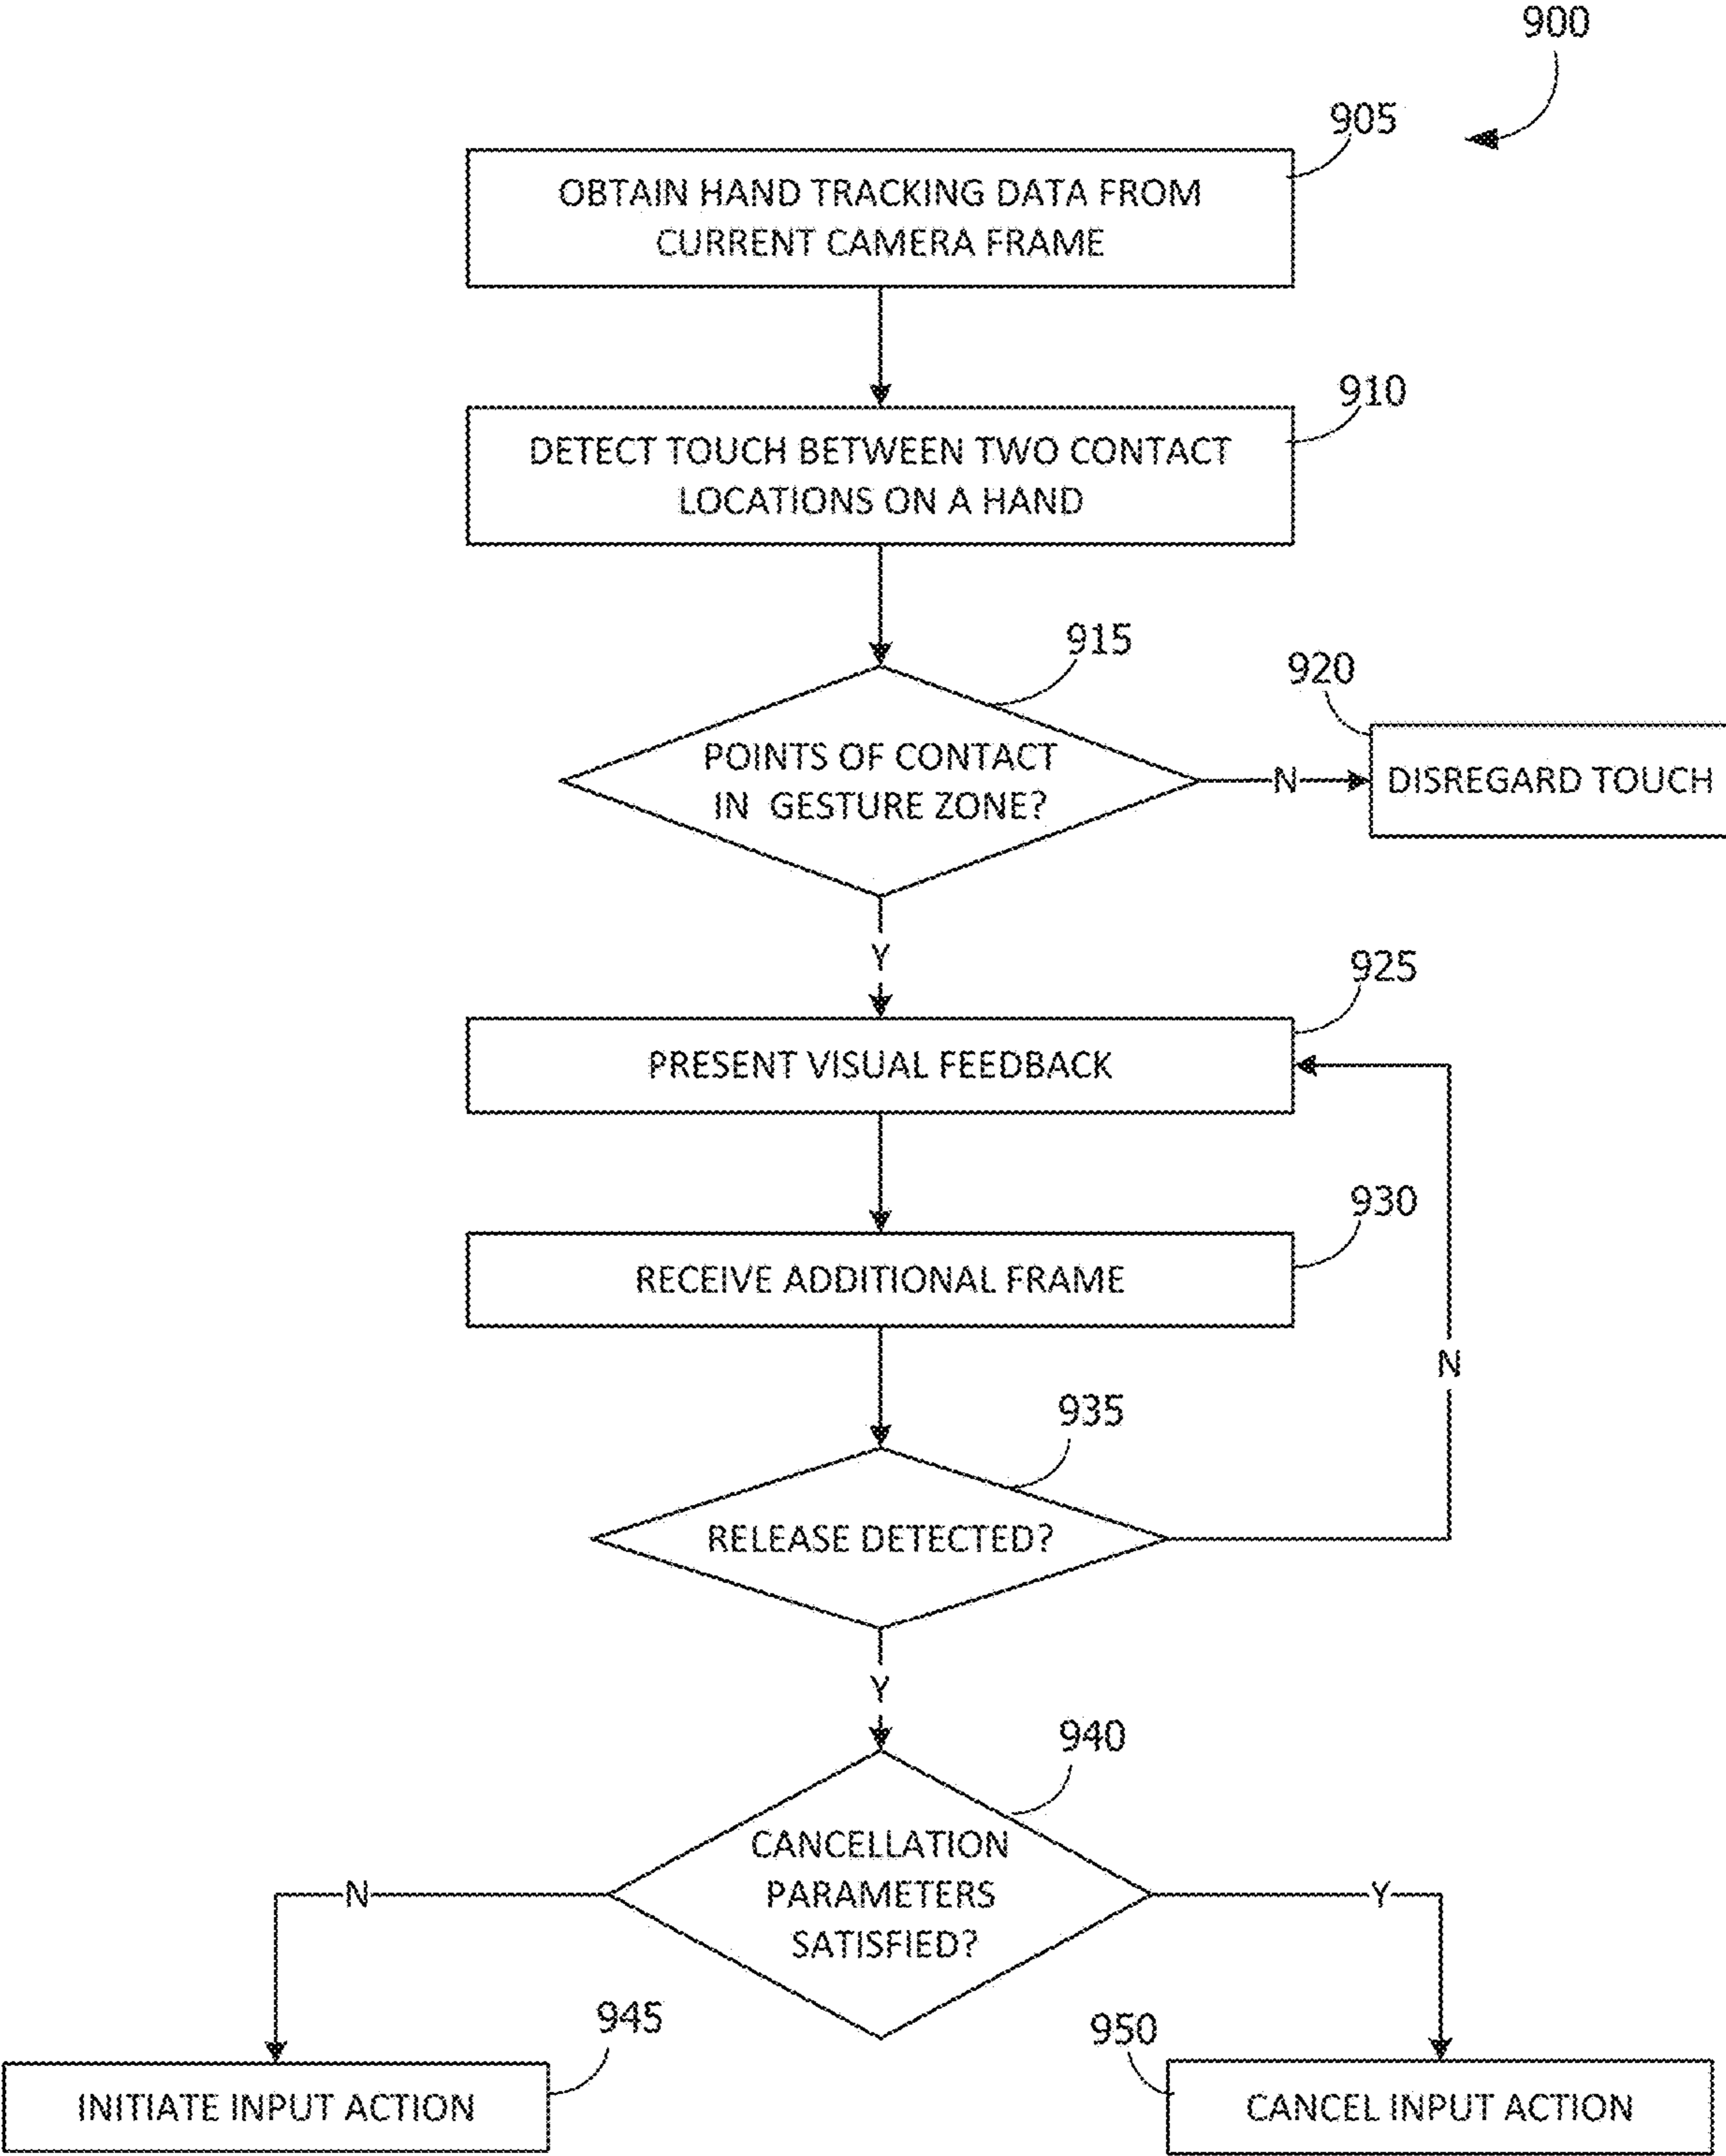 900
905
OBTAIN HAND TRACKING DATA FROM
CURRENT CAMERA FRAME
910
DETECT TOUCH BETWEEN TWO CONTACT
LOCATIONS ON A HAND
915
POINTS OF CONTACT
IN GESTURE ZONE?
N
920
DISREGARD TOUCH
Y
925
PRESENT VISUAL FEEDBACK
930
RECEIVE ADDITIONAL FRAME
N
935
RELEASE DETECTED?
Y
940
CANCELLATION
PARAMETERS
SATISFIED?
N
Y
945
INITIATE INPUT ACTION
950
CANCEL INPUT ACTION